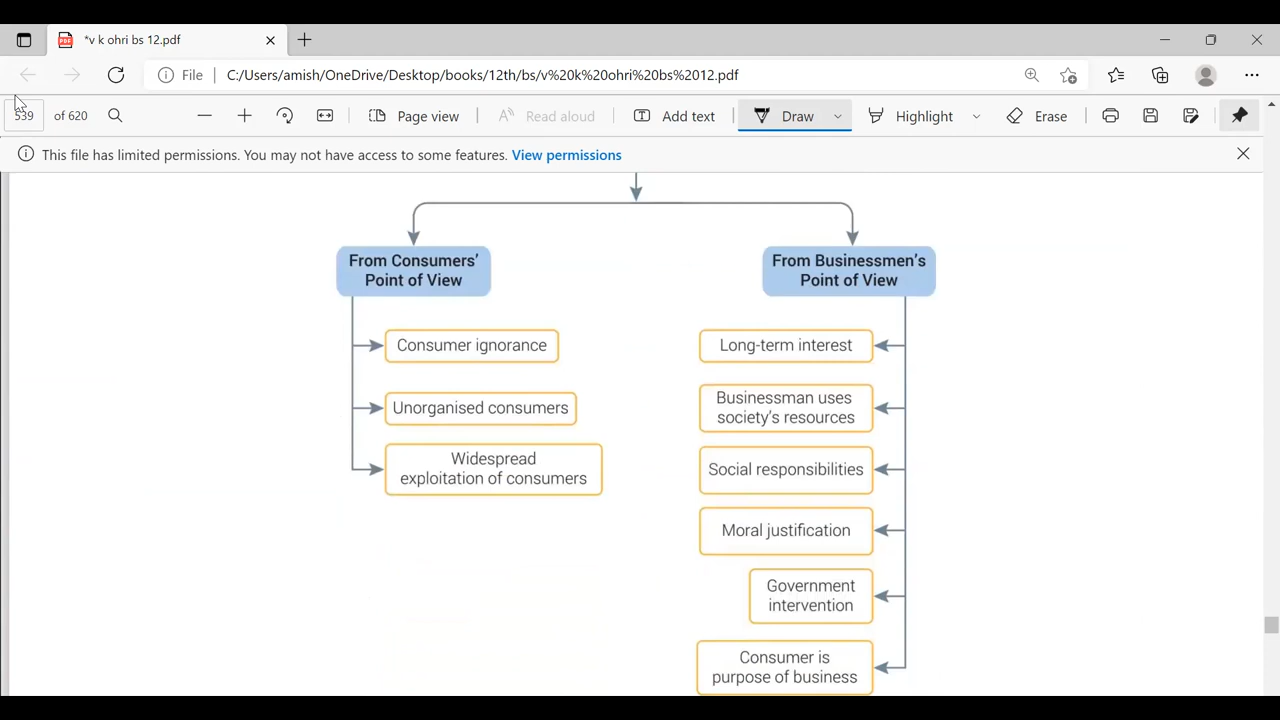 *v k ohri bs 12.pdf
File
C:/Users/amish/OneDrive/Desktop/books/12th/bs/v%20k%20ohri%20bs%2012.pdf
539 of 620
Page view
Read aloud
Add text
Draw
Highlight
Erase
This file has limited permissions. You may not have access to some features. View permissions
From Consumers'
Point of View
Consumer ignorance
Unorganised consumers
Widespread
exploitation of consumers
From Businessmen's
Point of View
Long-term interest
Businessman uses
society's resources
Social responsibilities
Moral justification
Government
intervention
Consumer is
purpose of business